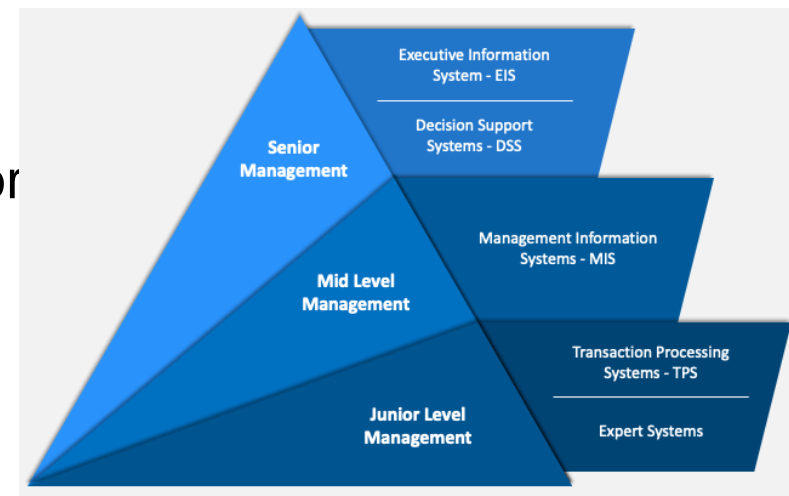 or
Executive Information
System - EIS
Decision Support
Systems - DSS
Senior
Management
Management Information
Systems - MIS
Mid Level
Management
Transaction Processing
Systems - TPS
Junior Level
Management
Expert Systems